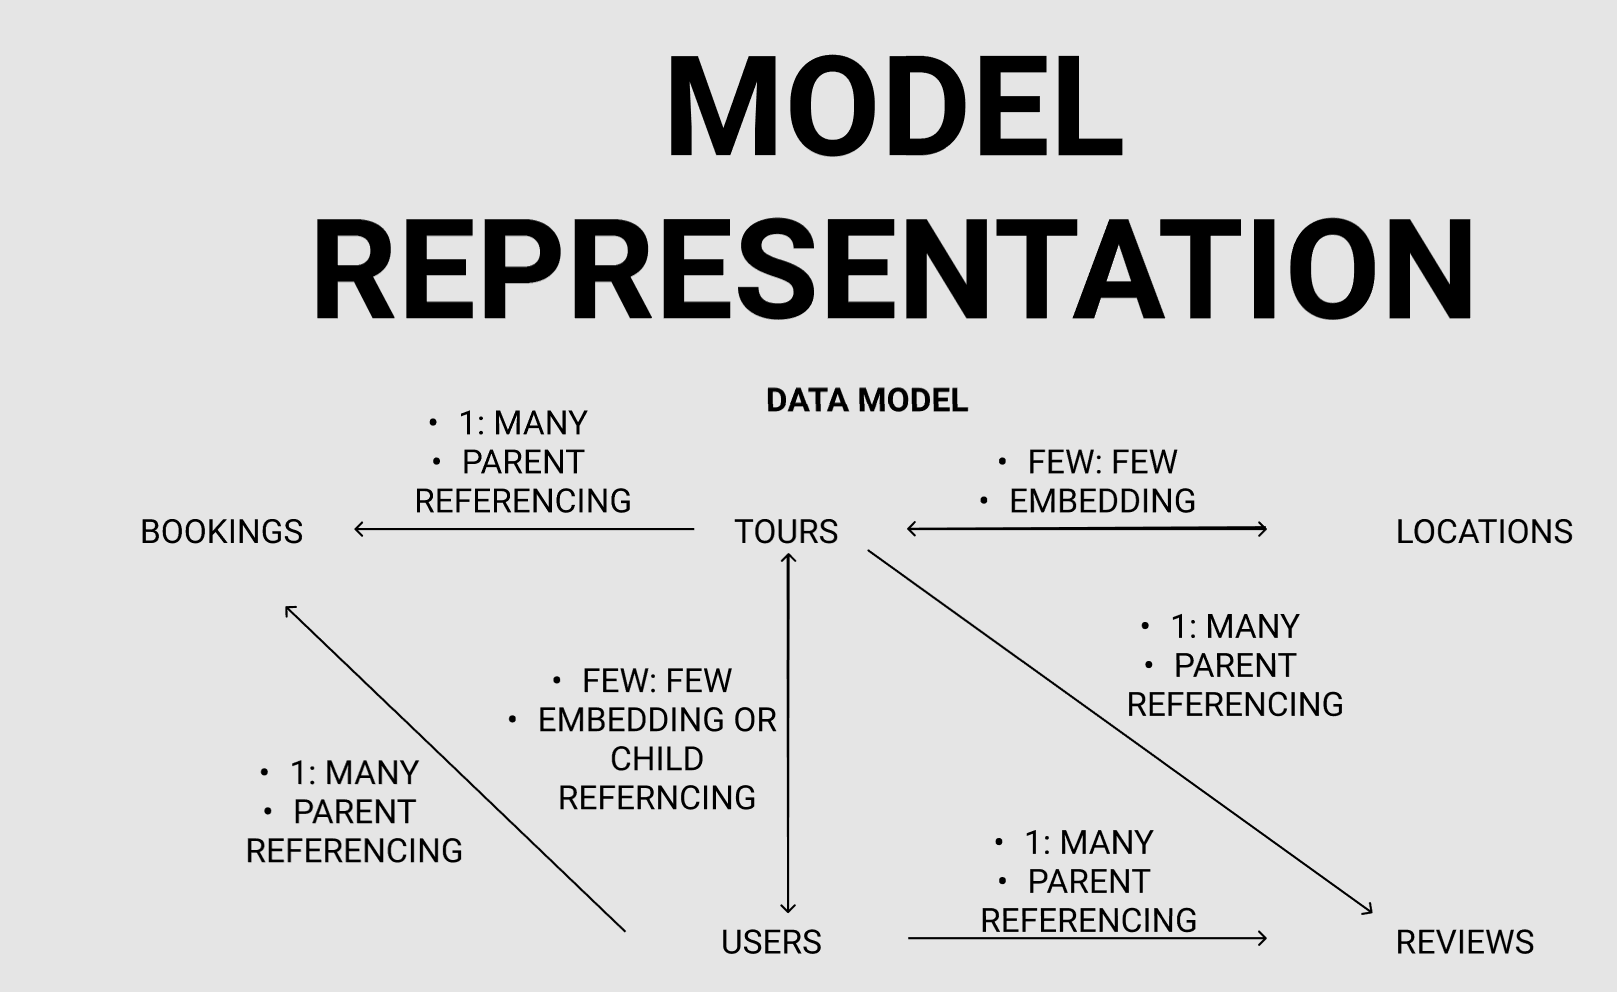 MODEL
REPRESENTATION
DATA MODEL
• 1: MANY
• PARENT
REFERENCING
• FEW: FEW
• EMBEDDING
BOOKINGS
TOURS
LOCATIONS
• 1: MANY
• PARENT
REFERENCING
• FEW: FEW
• EMBEDDING OR
CHILD
REFERNCING
• 1: MANY
• PARENT
REFERENCING
• 1: MANY
• PARENT
REFERENCING
USERS
REVIEWS